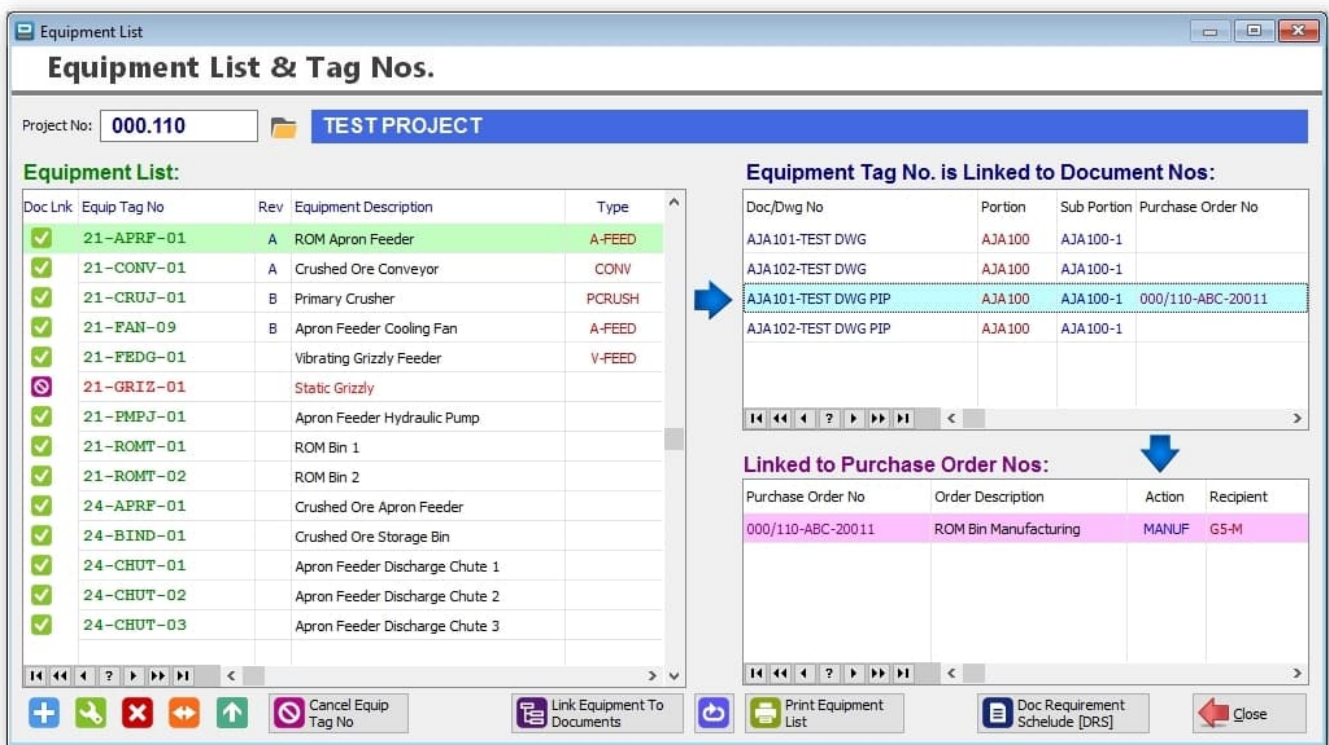 Equipment List
Equipment List & Tag Nos.
Project No: 000.110 TEST PROJECT
Equipment List:
Doc Lnk Equip Tag No Rev Equipment Description Type
21-APRF-01 A ROM Apron Feeder A-FEED
21-CONV-01 A Crushed Ore Conveyor CONV
21-CRUJ-01 B Primary Crusher PCRUSH
21-FAN-09 B Apron Feeder Cooling Fan A-FEED
21-FEDG-01 Vibrating Grizzly Feeder V-FEED
21-GRIZ-01 Static Grizzly
21-PMPJ-01 Apron Feeder Hydraulic Pump
21-ROMT-01 ROM Bin 1
21-ROMT-02 ROM Bin 2
24-APRF-01 Crushed Ore Apron Feeder
24-BIND-01 Crushed Ore Storage Bin
24-CHUT-01 Apron Feeder Discharge Chute 1
24-CHUT-02 Apron Feeder Discharge Chute 2
24-CHUT-03 Apron Feeder Discharge Chute 3
?
Equipment Tag No. is Linked to Document Nos:
Doc/Dwg No Portion Sub Portion Purchase Order No
AJA101-TEST DWG AJA100 AJA100-1
AJA102-TEST DWG AJA100 AJA100-1
AJA101-TEST DWG PIP AJA100 AJA100-1 000/110-ABC-20011
AJA102-TEST DWG PIP AJA100 AJA100-1
?
Linked to Purchase Order Nos:
Purchase Order No Order Description Action Recipient
000/110-ABC-20011 ROM Bin Manufacturing MANUF G5-M
?
Cancel Equip
Tag No
Link Equipment To
Documents
Print Equipment
List
Doc Requirement
Schelude [DRS]
Close